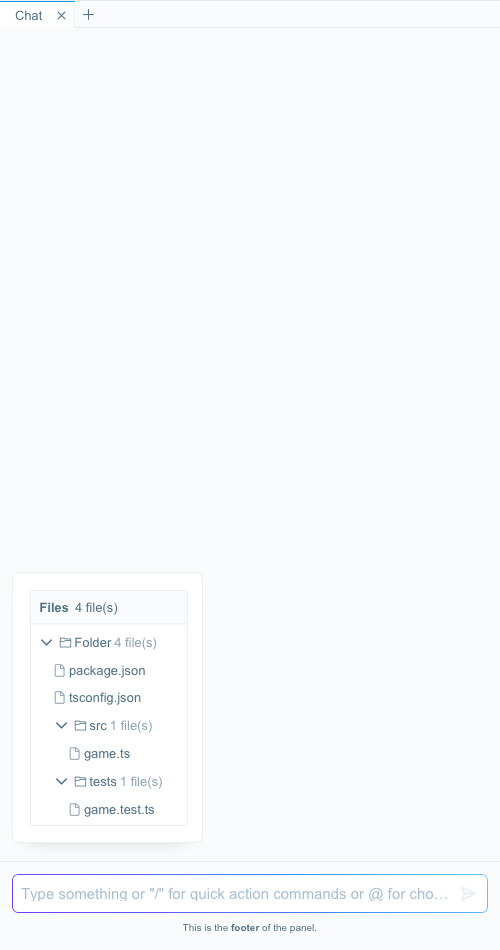 Chat
Files 4 file(s)
Folder 4 file(s)
package.json
tsconfig.json
src 1 file(s)
game.ts
tests 1 file(s)
game.test.ts
Type something or "/" for quick action commands or @ for cho…
This is the footer of the panel.